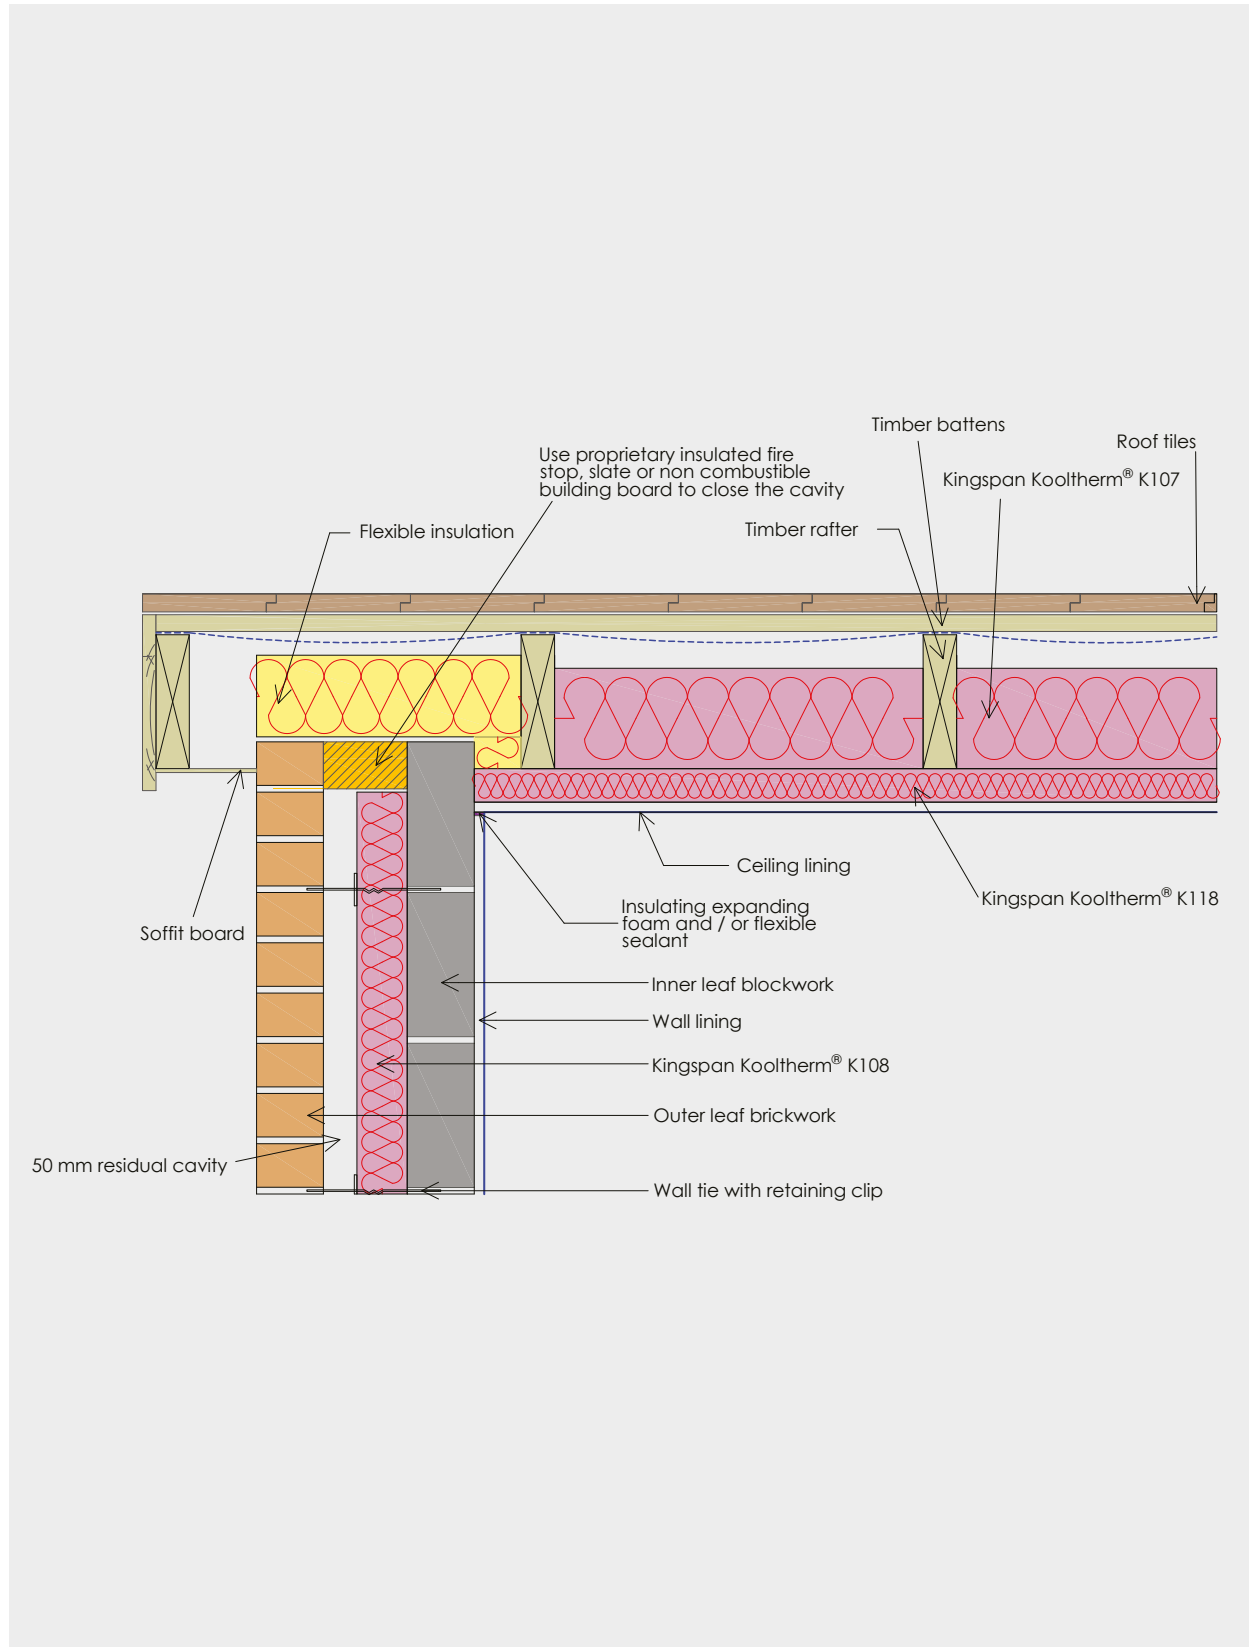 Timber battens
Roof tiles
Use proprietary insulated fire
stop, slate or non combustible
building board to close the cavity
Kingspan Kooltherm® K107
Flexible insulation
Timber rafter
Ceiling lining
Kingspan Kooltherm® K118
Insulating expanding
foam and / or flexible
sealant
Soffit board
Inner leaf blockwork
Wall lining
Kingspan Kooltherm® K108
Outer leaf brickwork
50 mm residual cavity
Wall tie with retaining clip